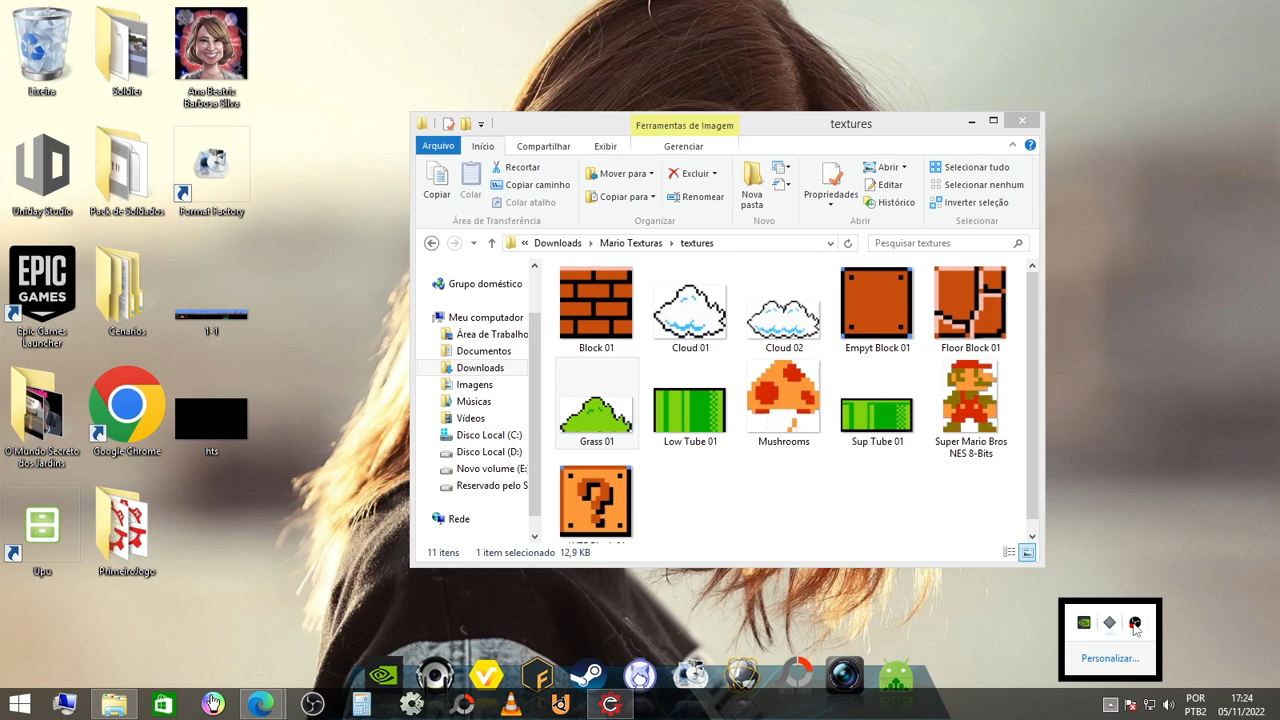 Lixeira
Soldier
Ana Beatriz
Barbosa Silva
Uniday Studio
Pack de Soldados
Format Factory
EPIC
GAMES
Epic Games
Launcher
Cenarios
1-1
O Mundo Secreto
dos Jardins
Google Chrome
hts
Upu
PrimeiroJogo
Ferramentas de Imagem
textures
Arquivo
Início
Compartilhar
Exibir
Gerenciar
Copiar
Colar
Recortar
Copiar caminho
Colar atalho
Área de Transferência
Mover para
Copiar para
Excluir
Renomear
Organizar
Nova
pasta
Novo
Propriedades
Abrir
Editar
Histórico
Abrir
Selecionar tudo
Selecionar nenhum
Inverter seleção
Selecionar
« Downloads Mario Texturas textures
Pesquisar textures
Grupo doméstico
Meu computador
Área de Trabalho
Documentos
Downloads
Imagens
Músicas
Vídeos
Disco Local (C:)
Disco Local (D:)
Novo volume (E:
Reservado pelo S
Rede
Block 01
Cloud 01
Cloud 02
Empyt Block 01
Floor Block 01
Grass 01
Low Tube 01
Mushrooms
Sup Tube 01
Super Mario Bros
NES 8-Bits
11 itens
1 item selecionado 12,9 KB
Personalizar...
POR
PTB2
17:24
05/11/2022